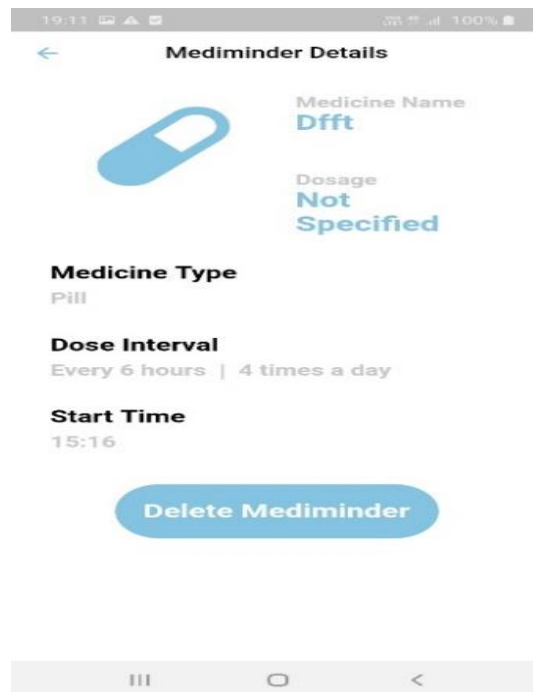 19:11
100%
Mediminder Details
Medicine Name
Dfft
Dosage
Not
Specified
Medicine Type
Pill
Dose Interval
Every 6 hours | 4 times a day
Start Time
15:16
Delete Mediminder